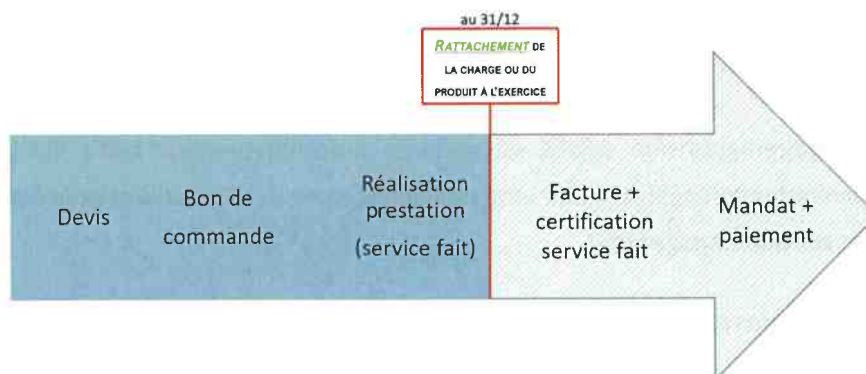 au 31/12
RATTACHEMENT DE
LA CHARGE OU DU
PRODUIT À L'EXERCICE
Devis
Bon de
commande
Réalisation
prestation
(service fait)
Facture +
certification
service fait
Mandat +
paiement